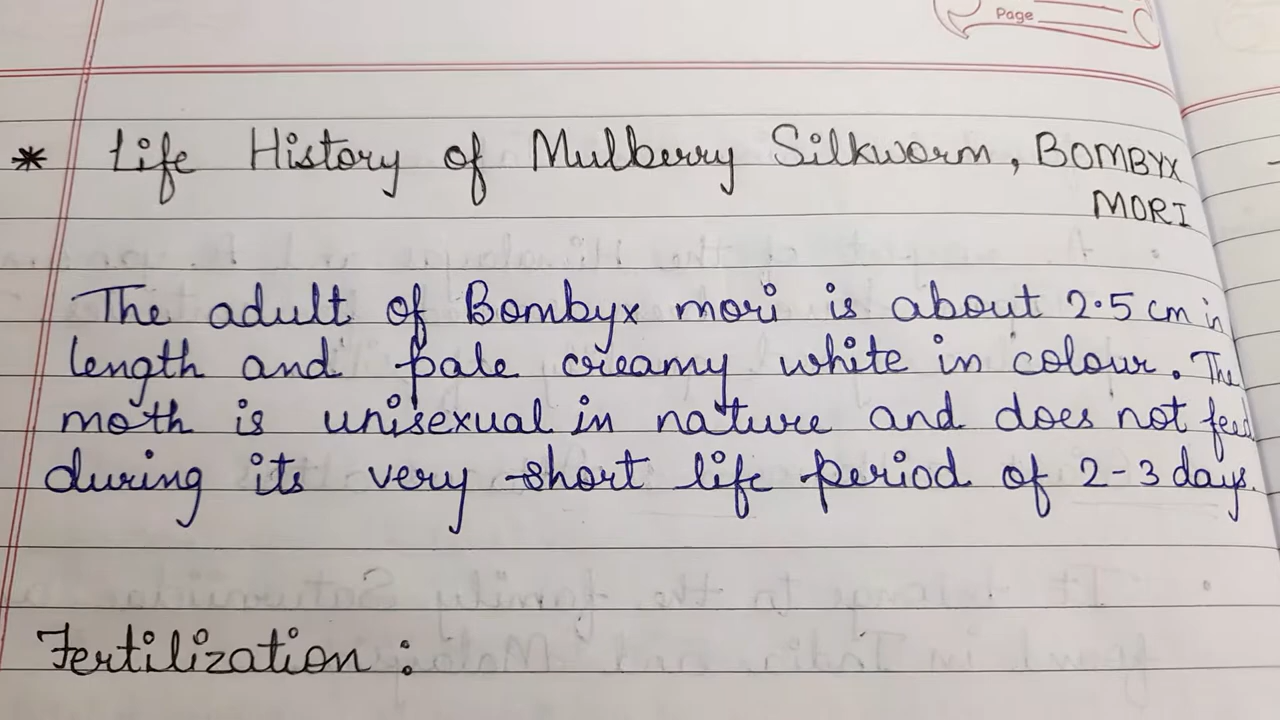 Page
* Life History of Mulberry Silkworm, BOMBYX
MORI
The adult of Bombyx mori is about 2.5 cm in
length and pale creamy white in colour. The
moth is unisexual in nature and does not feed
during its very short life period of 2-3 days.
Fertilization :